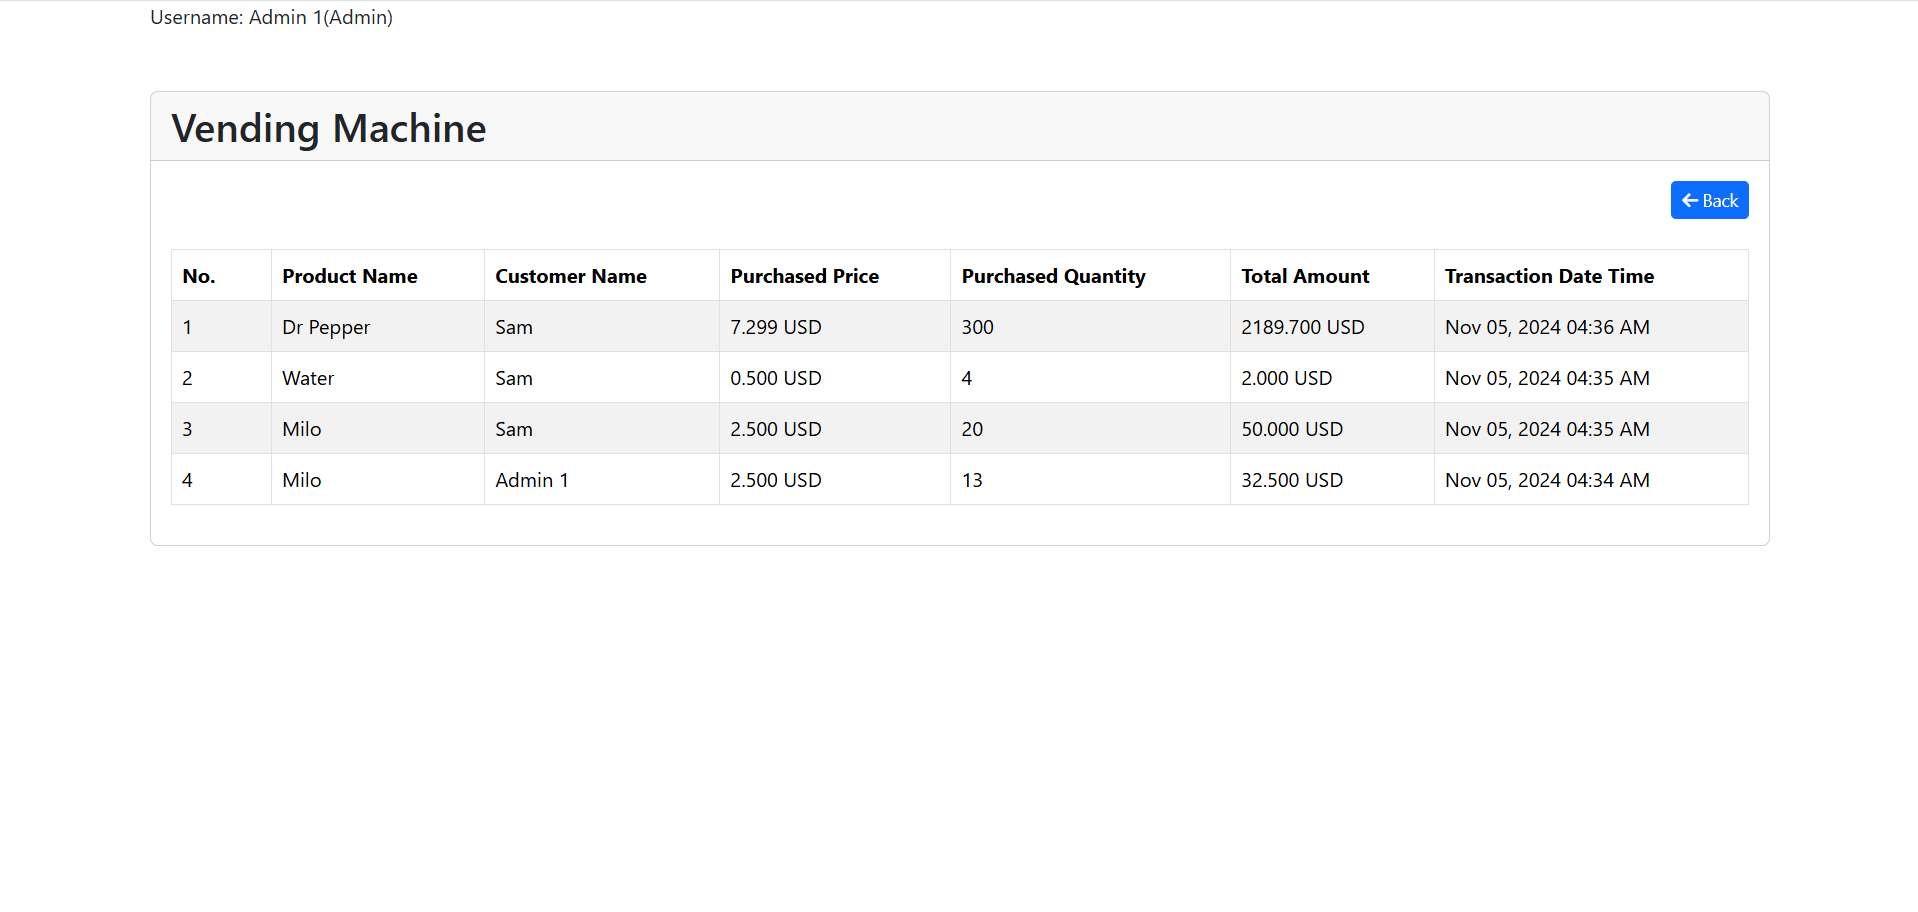 Username: Admin 1(Admin)
Vending Machine
Back
No. Product Name Customer Name Purchased Price Purchased Quantity Total Amount Transaction Date Time
1 Dr Pepper Sam 7.299 USD 300 2189.700 USD Nov 05, 2024 04:36 AM
2 Water Sam 0.500 USD 4 2.000 USD Nov 05, 2024 04:35 AM
3 Milo Sam 2.500 USD 20 50.000 USD Nov 05, 2024 04:35 AM
4 Milo Admin 1 2.500 USD 13 32.500 USD Nov 05, 2024 04:34 AM